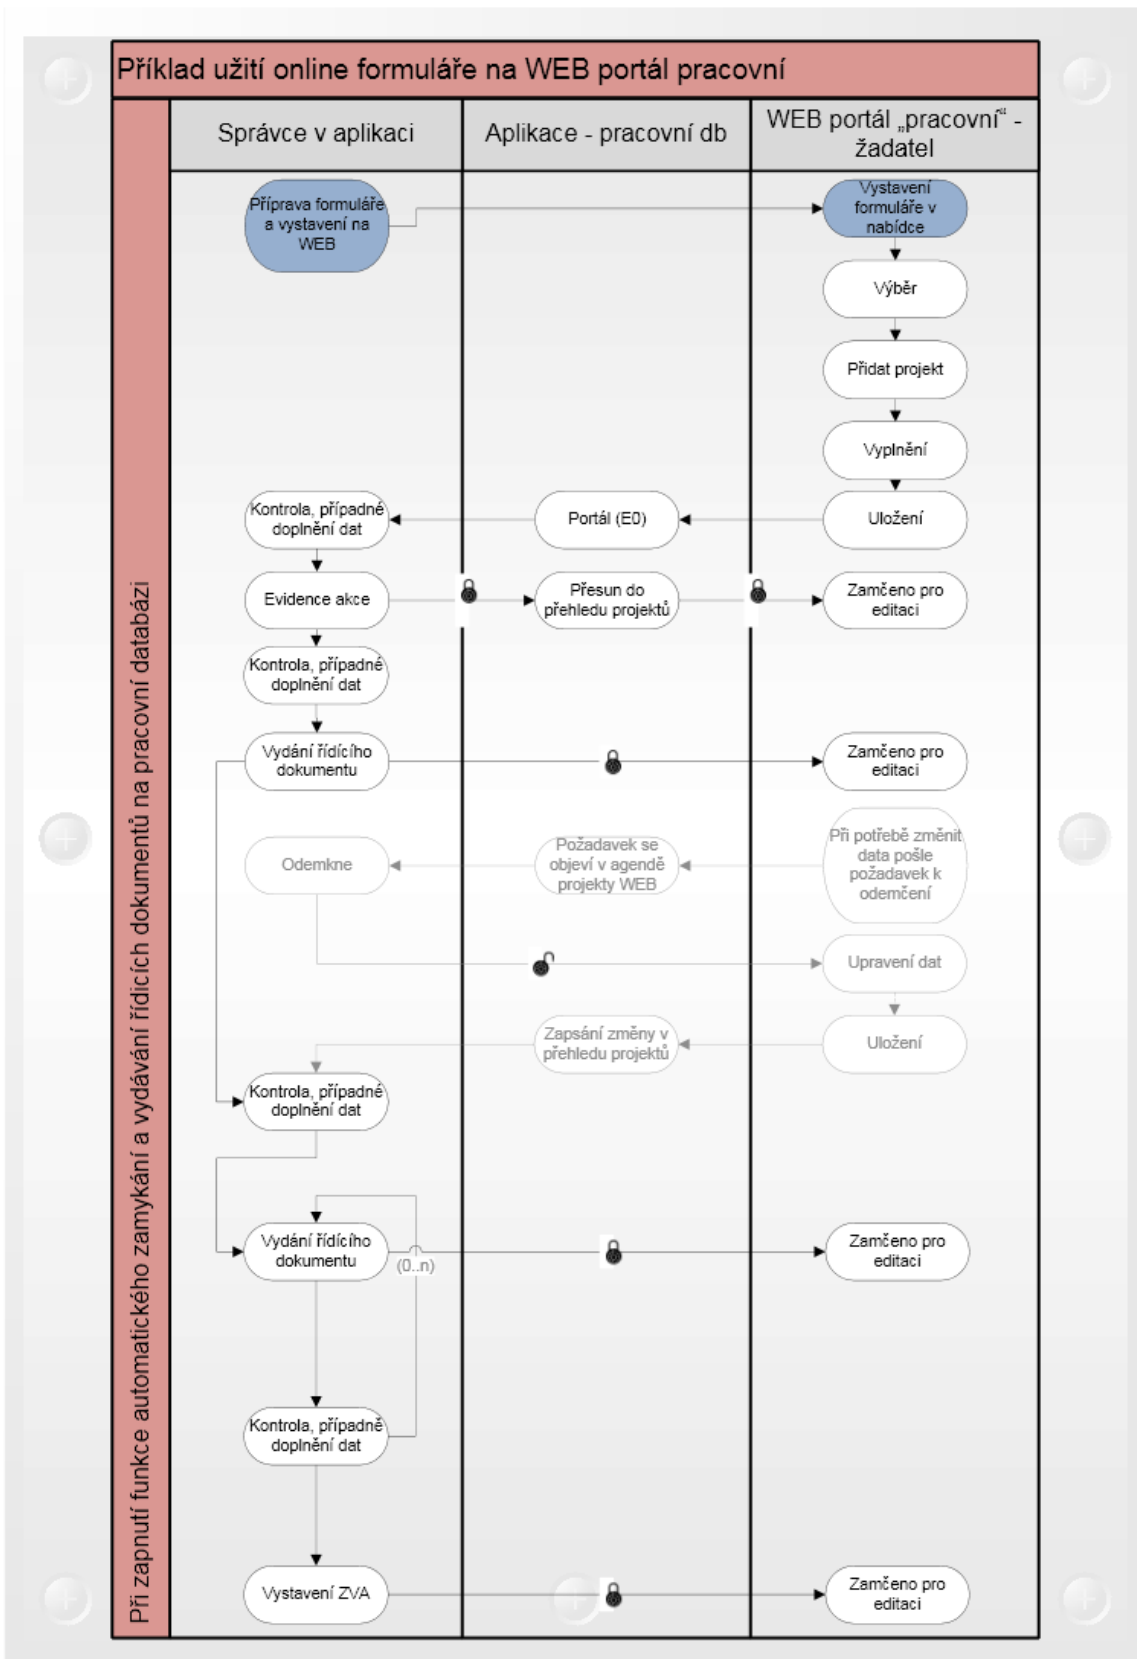 Příklad užití online formuláře na WEB portál pracovní
Při zapnutí funkce automatického zamykání a vydávání řídicích dokumentů na pracovní databázi
Správce v aplikaci
Aplikace - pracovní db
WEB portál „pracovní“ -
žadatel
Příprava formuláře
a vystavení na
WEB
Vystavení
formuláře v
nabídce
Výběr
Přidat projekt
Vyplnění
Kontrola, případné
doplnění dat
Portál (E0)
Uložení
Evidence akce
Přesun do
přehledu projektů
Zamčeno pro
editaci
Kontrola, případné
doplnění dat
Vydání řídícího
dokumentu
Zamčeno pro
editaci
Odemkne
Požadavek se
objeví v agendě
projekty WEB
Při potřebě změnit
data pošle
požadavek k
odemčení
Upravení dat
Zapsání změny v
přehledu projektů
Uložení
Kontrola, případné
doplnění dat
Vydání řídícího
dokumentu
(0..n)
Zamčeno pro
editaci
Kontrola, případně
doplnění dat
Vystavení ZVA
Zamčeno pro
editaci